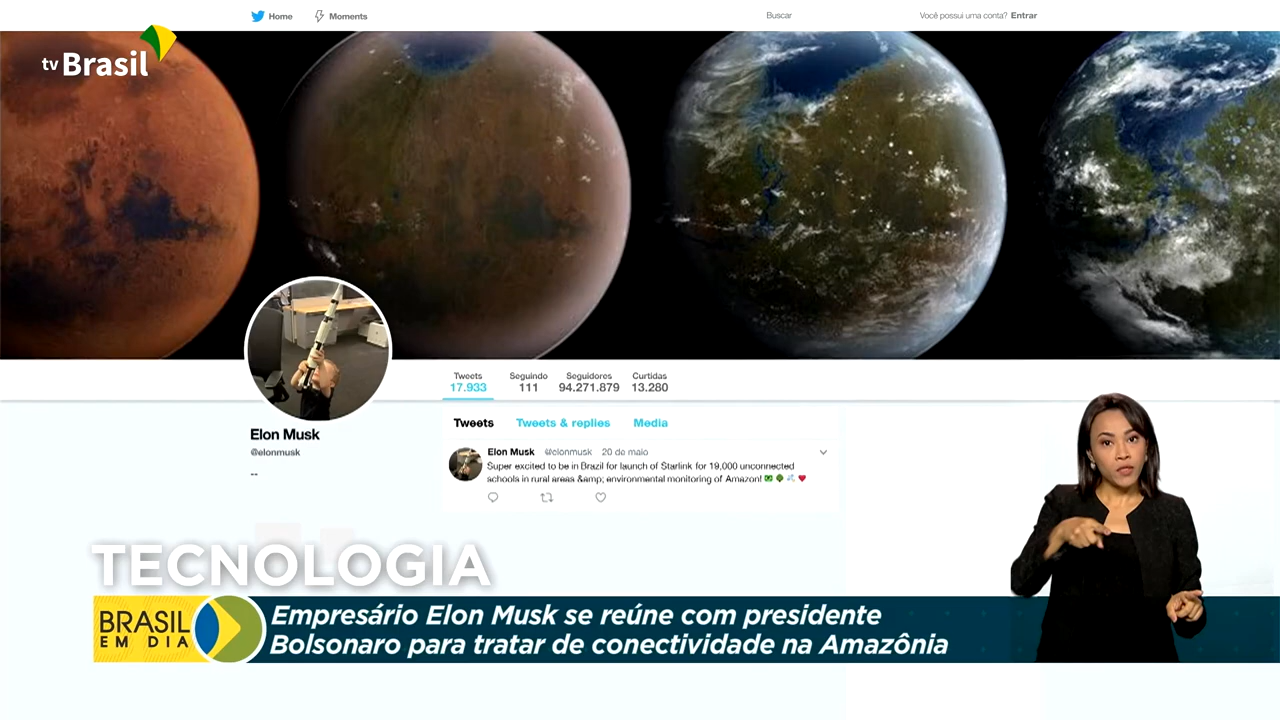 Home
Moments
Buscar
Você possui uma conta? Entrar
tv Brasil
Tweets
Seguindo
Seguidores
Curtidas
17.933
111
94.271.879
13.280
Tweets
Tweets & replies
Media
Elon Musk
@elonmusk
--
Elon Musk @elonmusk 20 de maio
Super excited to be in Brazil for launch of Starlink for 19,000 unconnected
schools in rural areas &amp; environmental monitoring of Amazon! 🇧🇷 🌳 🛰 ❤️
TECNOLOGIA
BRASIL
EM DIA
Empresário Elon Musk se reúne com presidente
Bolsonaro para tratar de conectividade na Amazônia